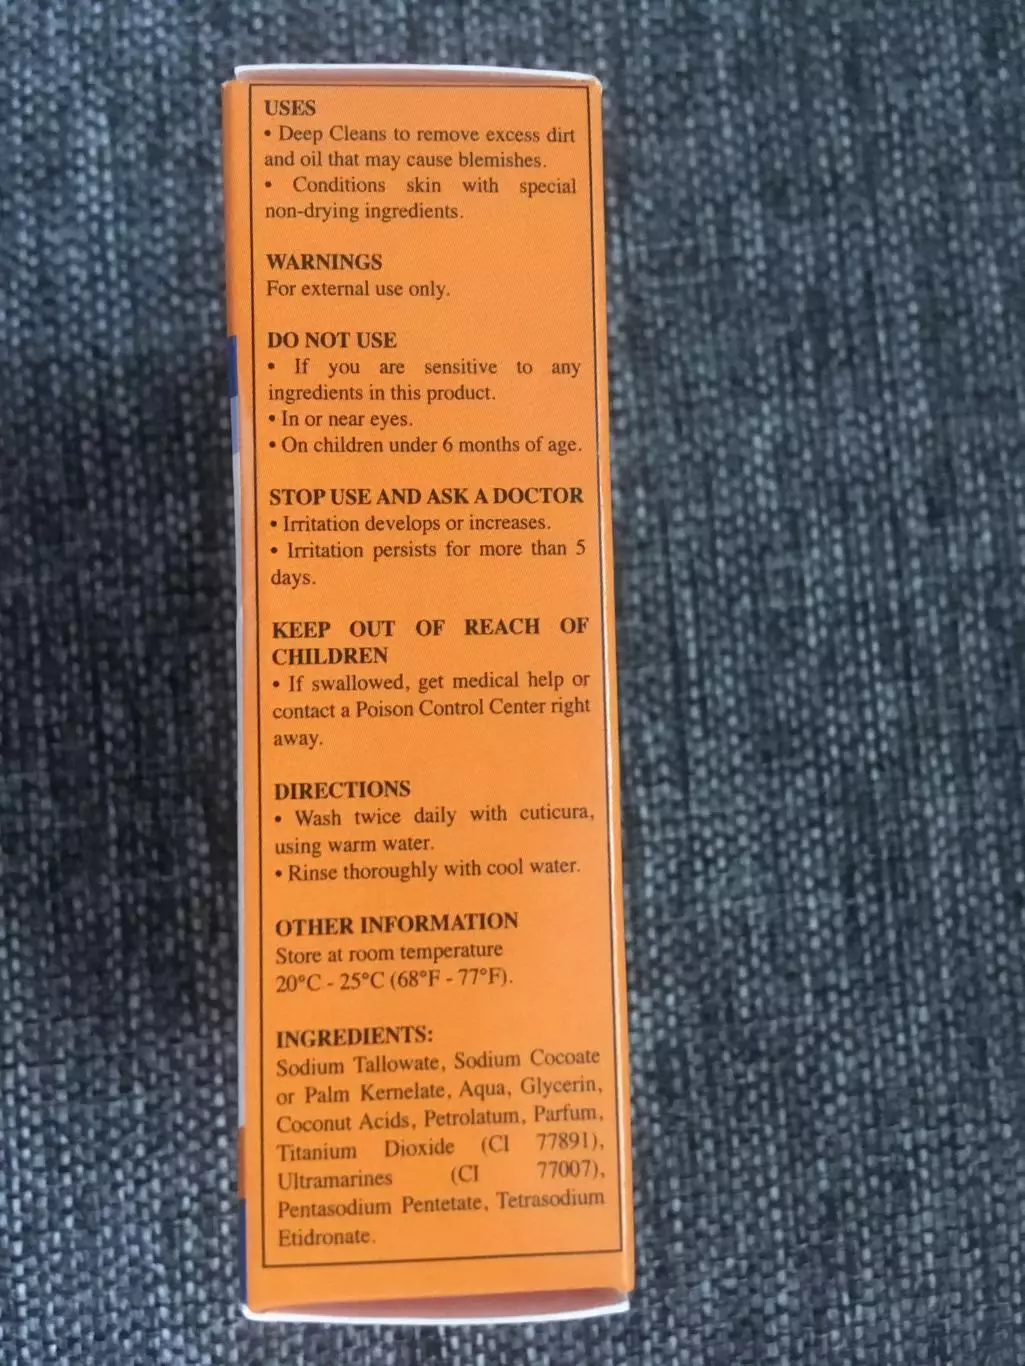 USES
• Deep Cleans to remove excess dirt
and oil that may cause blemishes.
• Conditions skin with special
non-drying ingredients.
WARNINGS
For external use only.
DO NOT USE
• If you are sensitive to any
ingredients in this product.
• In or near eyes.
• On children under 6 months of age.
STOP USE AND ASK A DOCTOR
• Irritation develops or increases.
• Irritation persists for more than 5
days.
KEEP OUT OF REACH OF
CHILDREN
• If swallowed, get medical help or
contact a Poison Control Center right
away.
DIRECTIONS
• Wash twice daily with cuticura,
using warm water.
• Rinse thoroughly with cool water.
OTHER INFORMATION
Store at room temperature
20°C - 25°C (68°F - 77°F).
INGREDIENTS:
Sodium Tallowate, Sodium Cocoate
or Palm Kernelate, Aqua, Glycerin,
Coconut Acids, Petrolatum, Parfum,
Titanium Dioxide (CI 77891),
Ultramarines (CI 77007),
Pentasodium Pentetate, Tetrasodium
Etidronate.